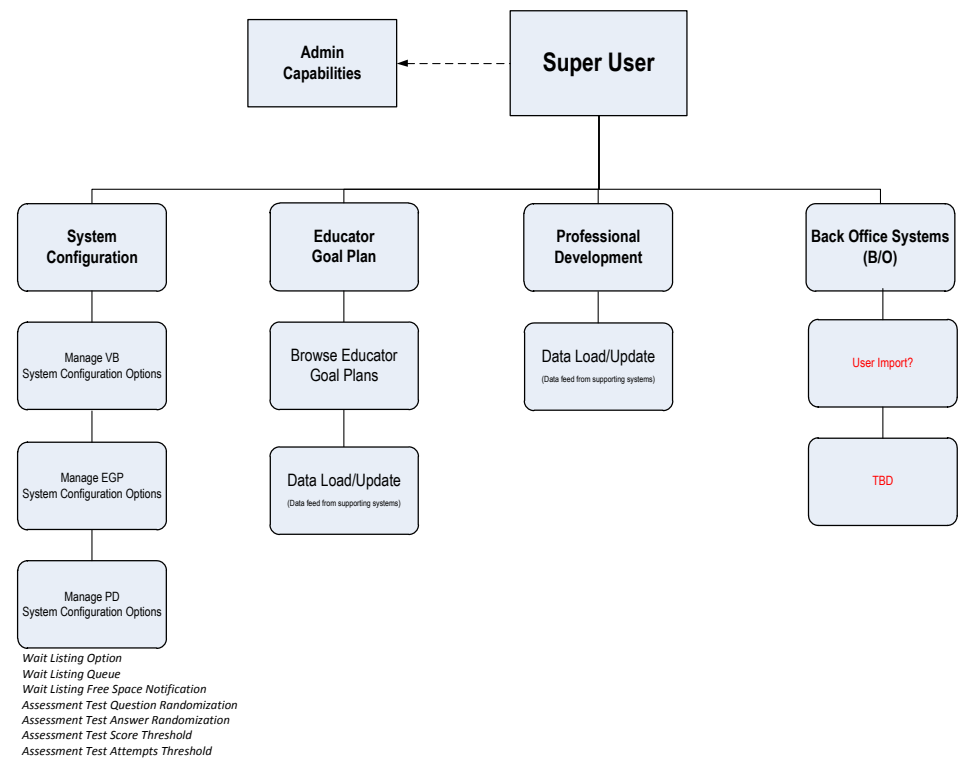 Admin
Capabilities
Super User
System
Configuration
Manage VB
System Configuration Options
Manage EGP
System Configuration Options
Manage PD
System Configuration Options
Wait Listing Option
Wait Listing Queue
Wait Listing Free Space Notification
Assessment Test Question Randomization
Assessment Test Answer Randomization
Assessment Test Score Threshold
Assessment Test Attempts Threshold
Educator
Goal Plan
Browse Educator
Goal Plans
Data Load/Update
(Data feed from supporting systems)
Professional
Development
Data Load/Update
(Data feed from supporting systems)
Back Office Systems
(B/O)
User Import?
TBD